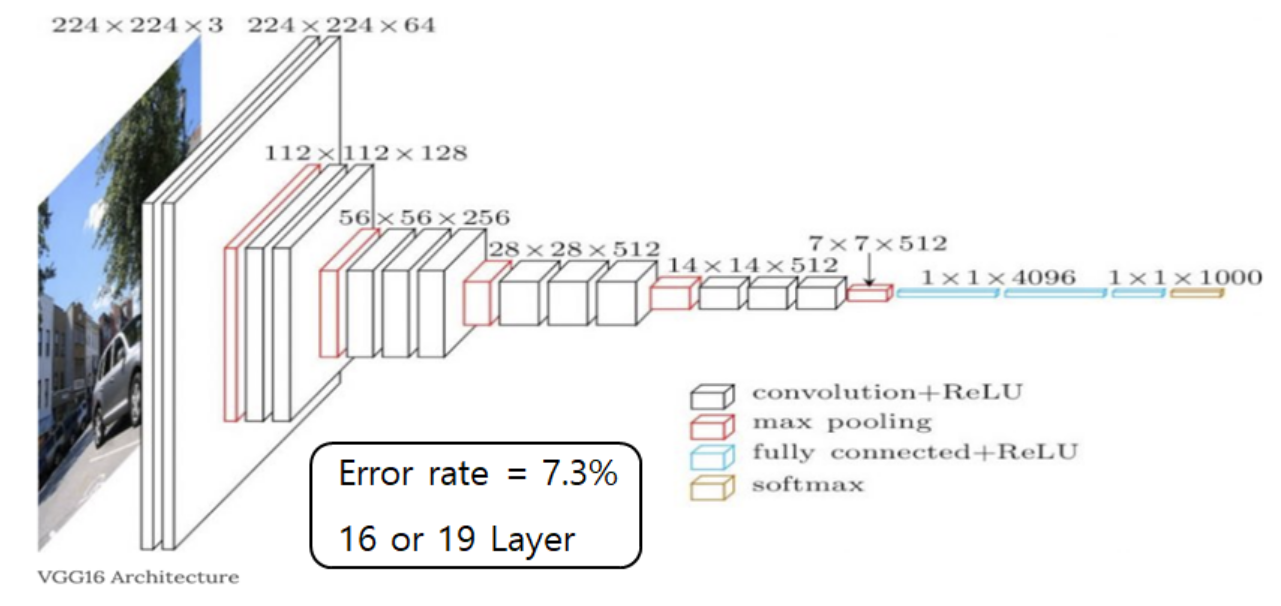 224 × 224 × 3 224 × 224 × 64
112 × 112 × 128
56 × 56 × 256
28 × 28 × 512
14 × 14 × 512
7 × 7 × 512
1 × 1 × 4096 1 × 1 × 1000
convolution+ReLU
max pooling
fully connected+ReLU
softmax
Error rate = 7.3%
16 or 19 Layer
VGG16 Architecture